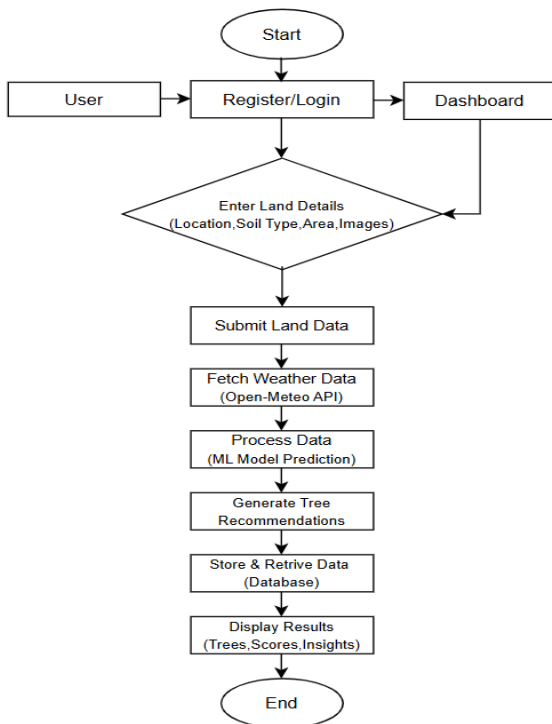 Start
User
Register/Login
Dashboard
Enter Land Details
(Location,Soil Type,Area,Images)
Submit Land Data
Fetch Weather Data
(Open-Meteo API)
Process Data
(ML Model Prediction)
Generate Tree
Recommendations
Store & Retrive Data
(Database)
Display Results
(Trees,Scores,Insights)
End